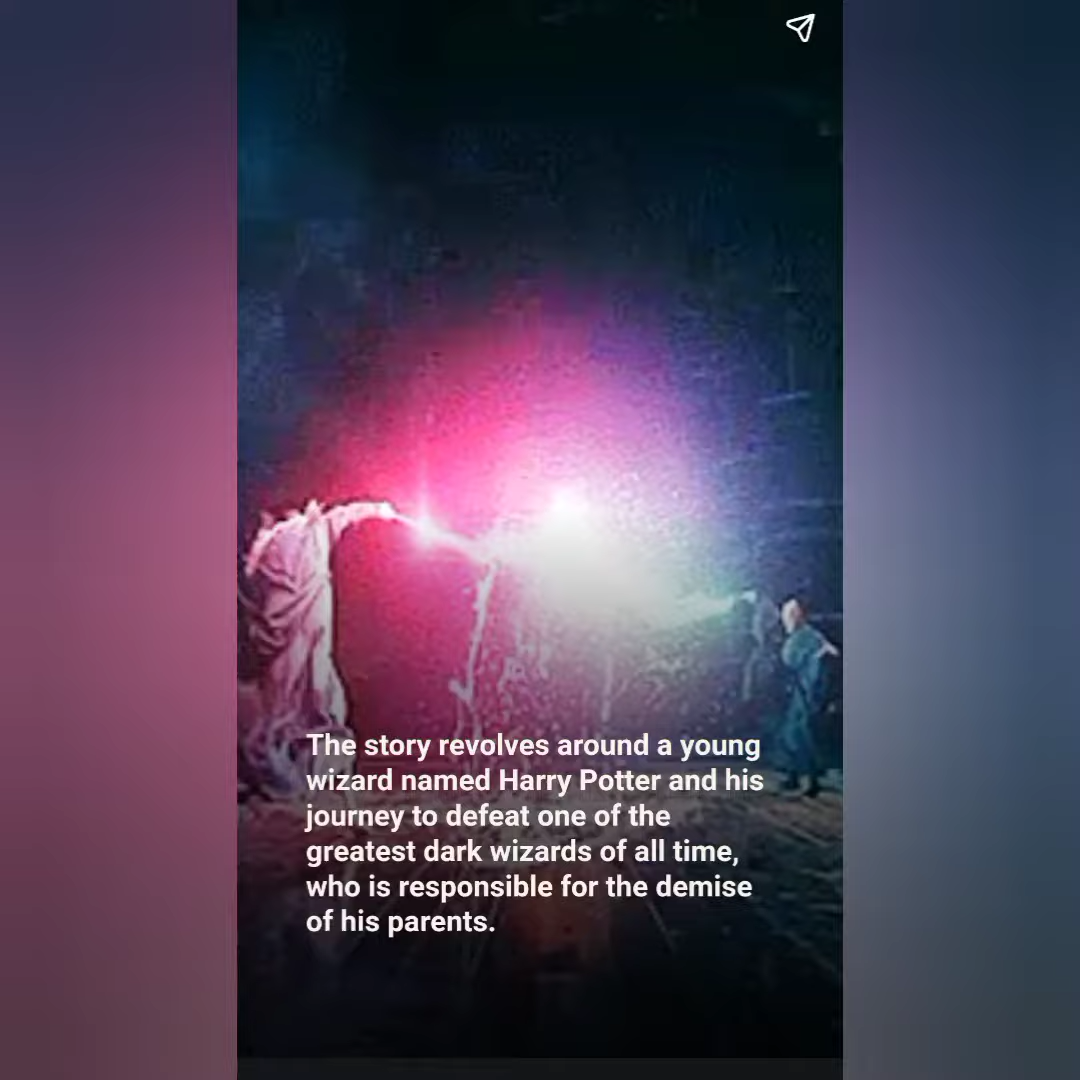 The story revolves around a young
wizard named Harry Potter and his
journey to defeat one of the
greatest dark wizards of all time,
who is responsible for the demise
of his parents.